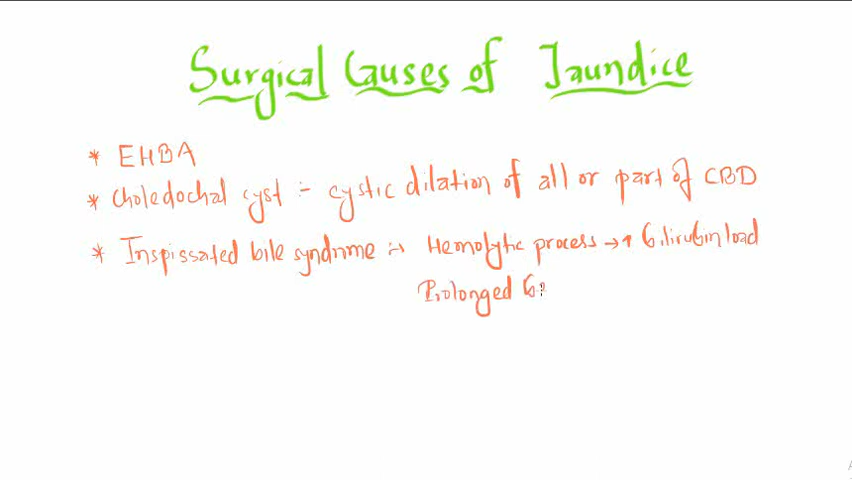 Surgical Causes of Jaundice
* EHBA
* Choledochal cyst :- cystic dilation of all or part of CBD
* Inspissated bile syndrome :- Hemolytic process → ↑ bilirubin load
Prolonged